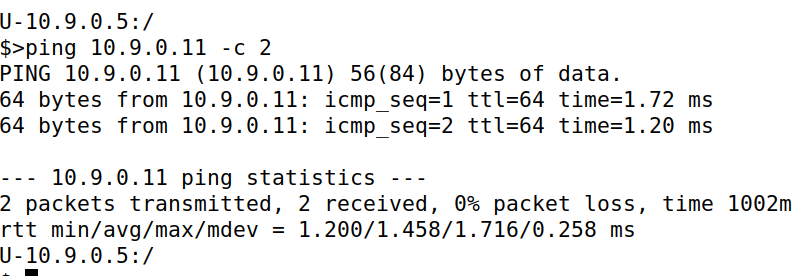 U-10.9.0.5:/
$>ping 10.9.0.11 -c 2
PING 10.9.0.11 (10.9.0.11) 56(84) bytes of data.
64 bytes from 10.9.0.11: icmp_seq=1 ttl=64 time=1.72 ms
64 bytes from 10.9.0.11: icmp_seq=2 ttl=64 time=1.20 ms

--- 10.9.0.11 ping statistics ---
2 packets transmitted, 2 received, 0% packet loss, time 1002m
rtt min/avg/max/mdev = 1.200/1.458/1.716/0.258 ms
U-10.9.0.5:/